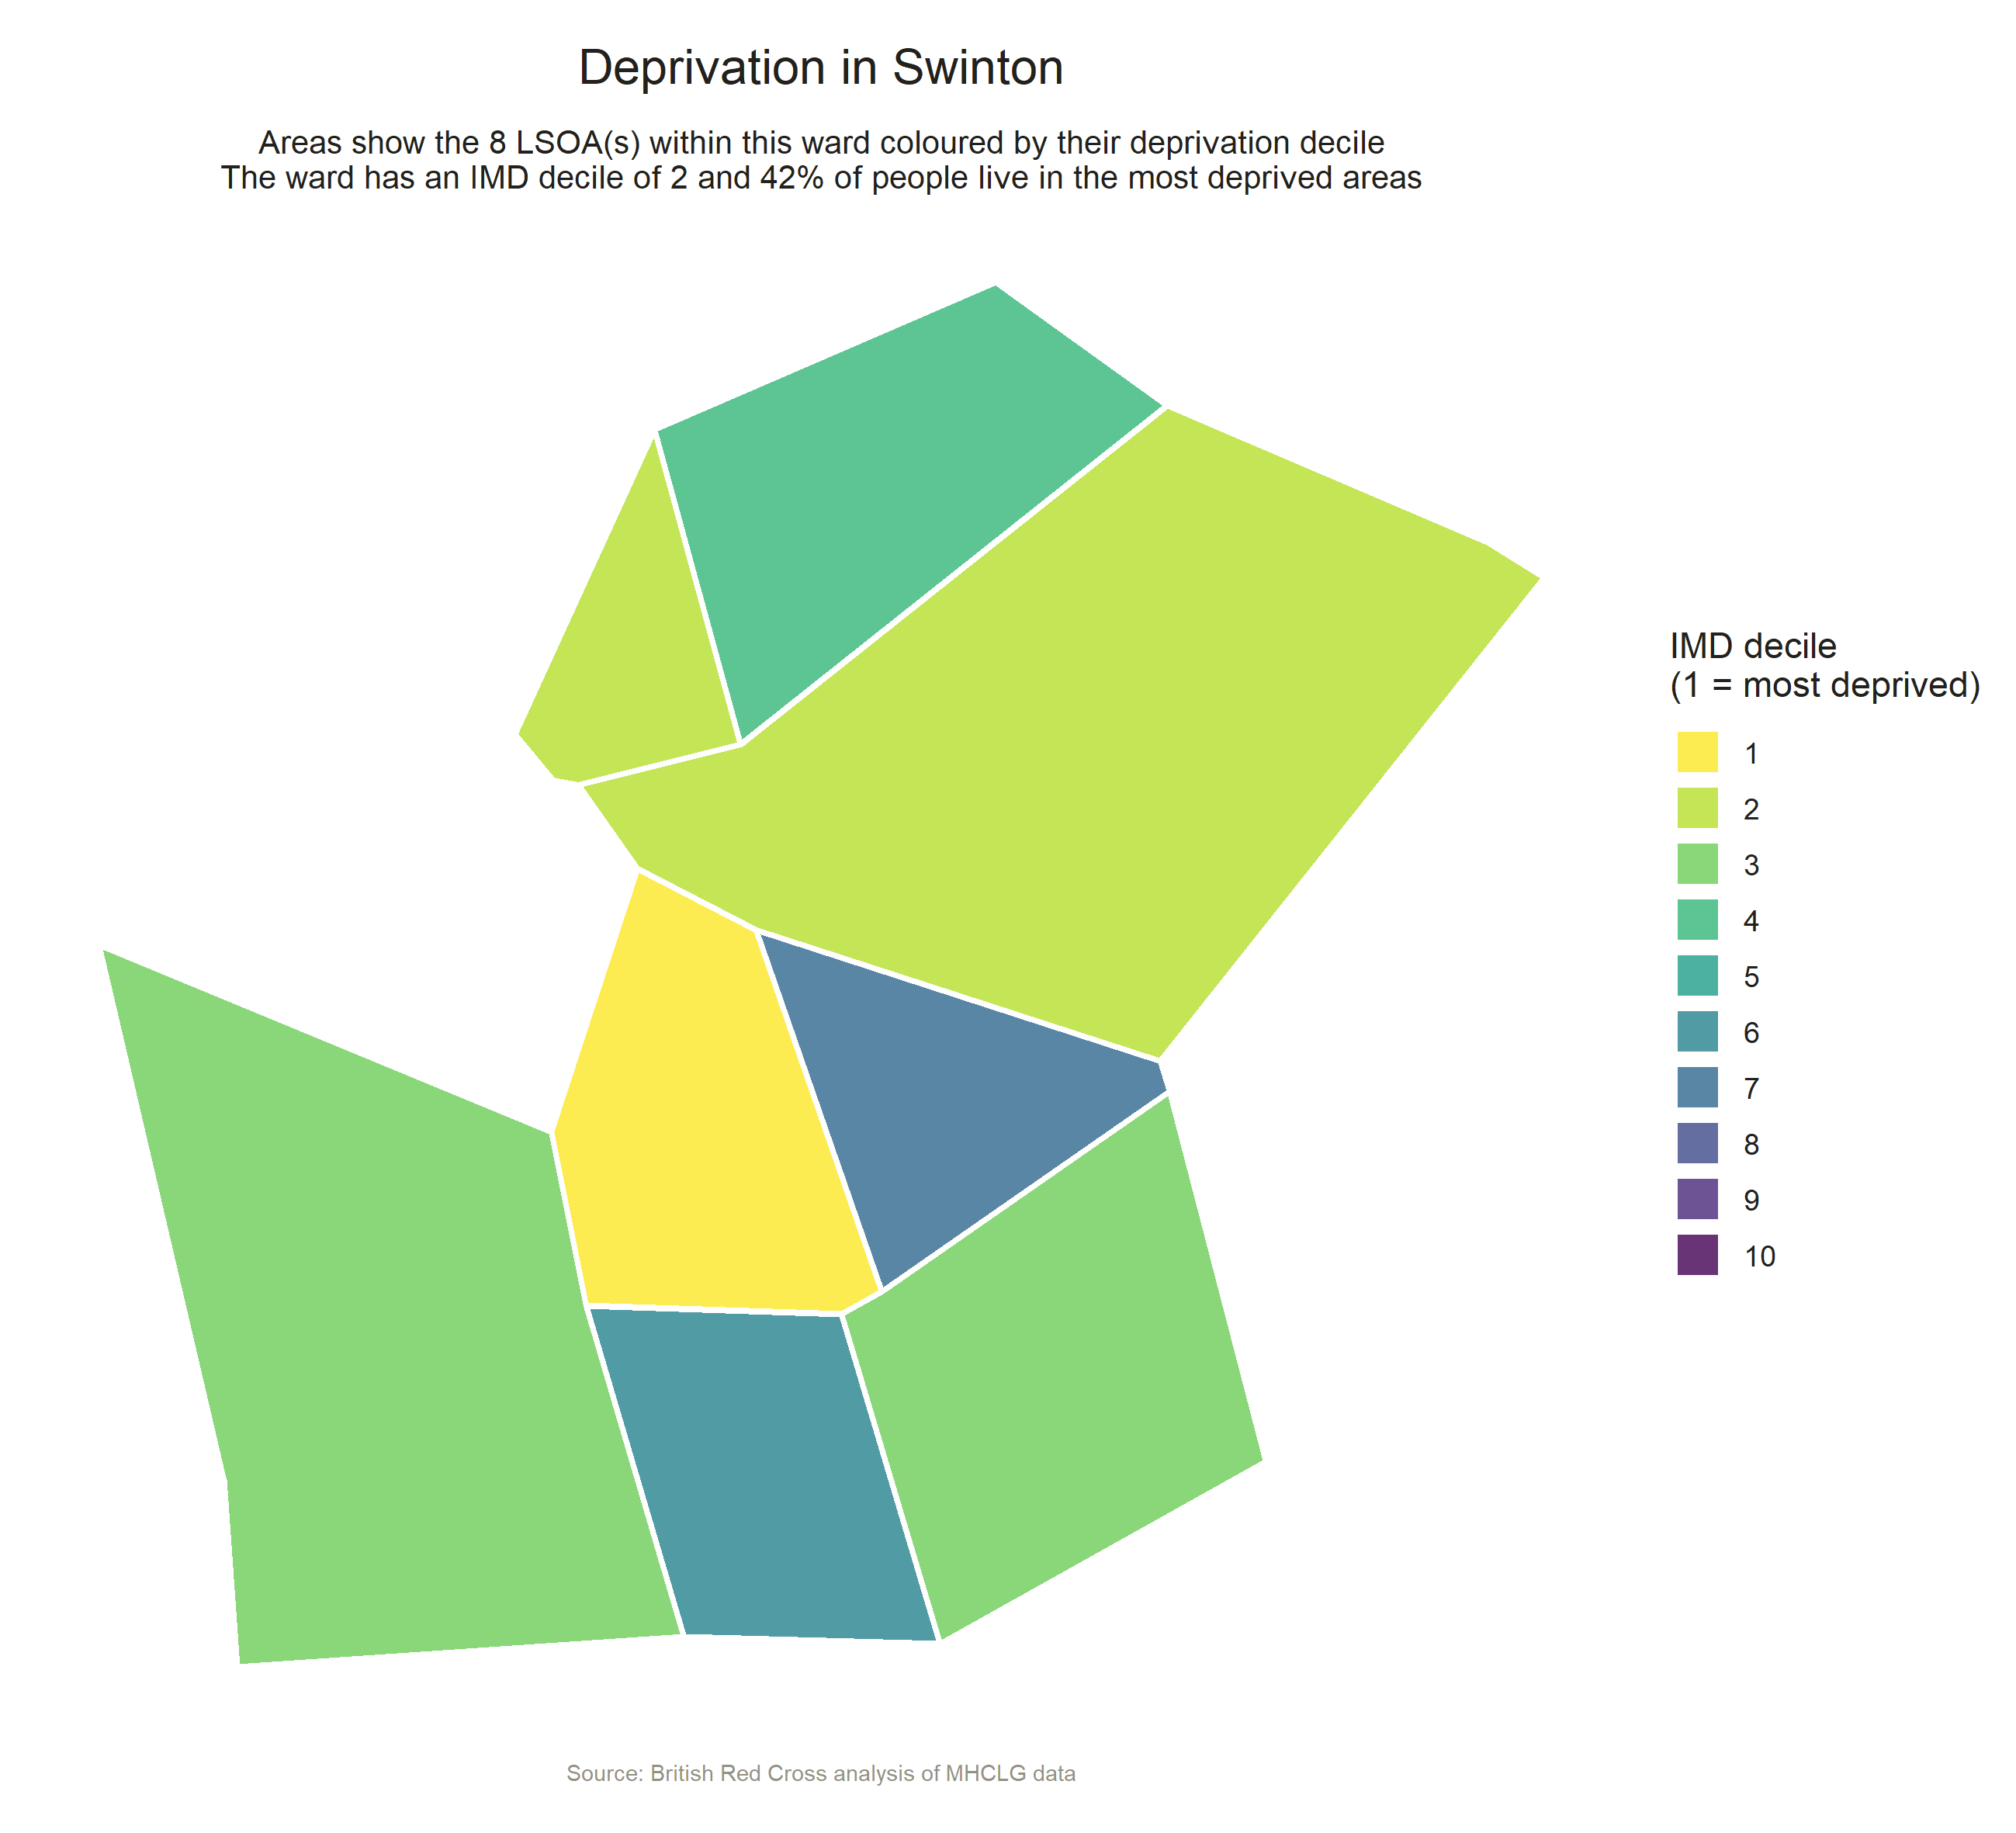 Deprivation in Swinton
Areas show the 8 LSOA(s) within this ward coloured by their deprivation decile
The ward has an IMD decile of 2 and 42% of people live in the most deprived areas
IMD decile
(1 = most deprived)
1
2
3
4
5
6
7
8
9
10
Source: British Red Cross analysis of MHCLG data